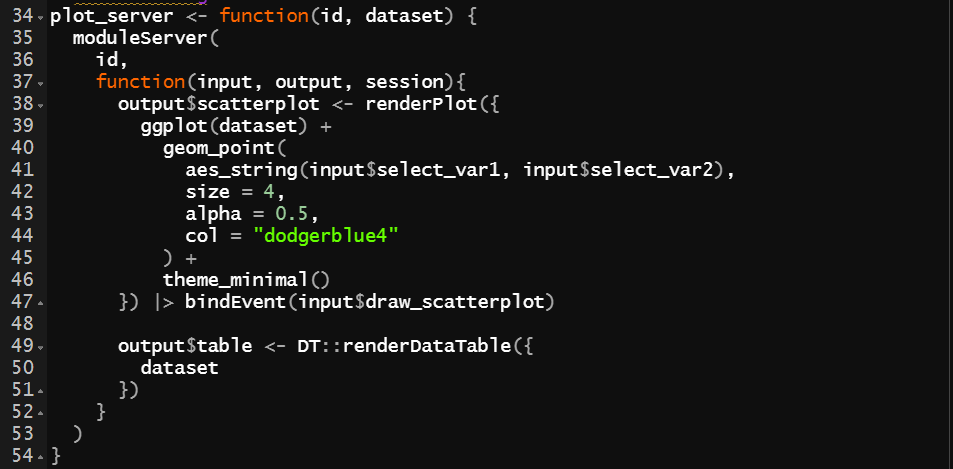 34 plot_server <- function(id, dataset) {
35   moduleServer(
36     id,
37     function(input, output, session){
38       output$scatterplot <- renderPlot({
39         ggplot(dataset) +
40           geom_point(
41             aes_string(input$select_var1, input$select_var2),
42             size = 4,
43             alpha = 0.5,
44             col = "dodgerblue4"
45           ) +
46           theme_minimal()
47       }) |> bindEvent(input$draw_scatterplot)
48
49       output$table <- DT::renderDataTable({
50         dataset
51       })
52     }
53   )
54 }